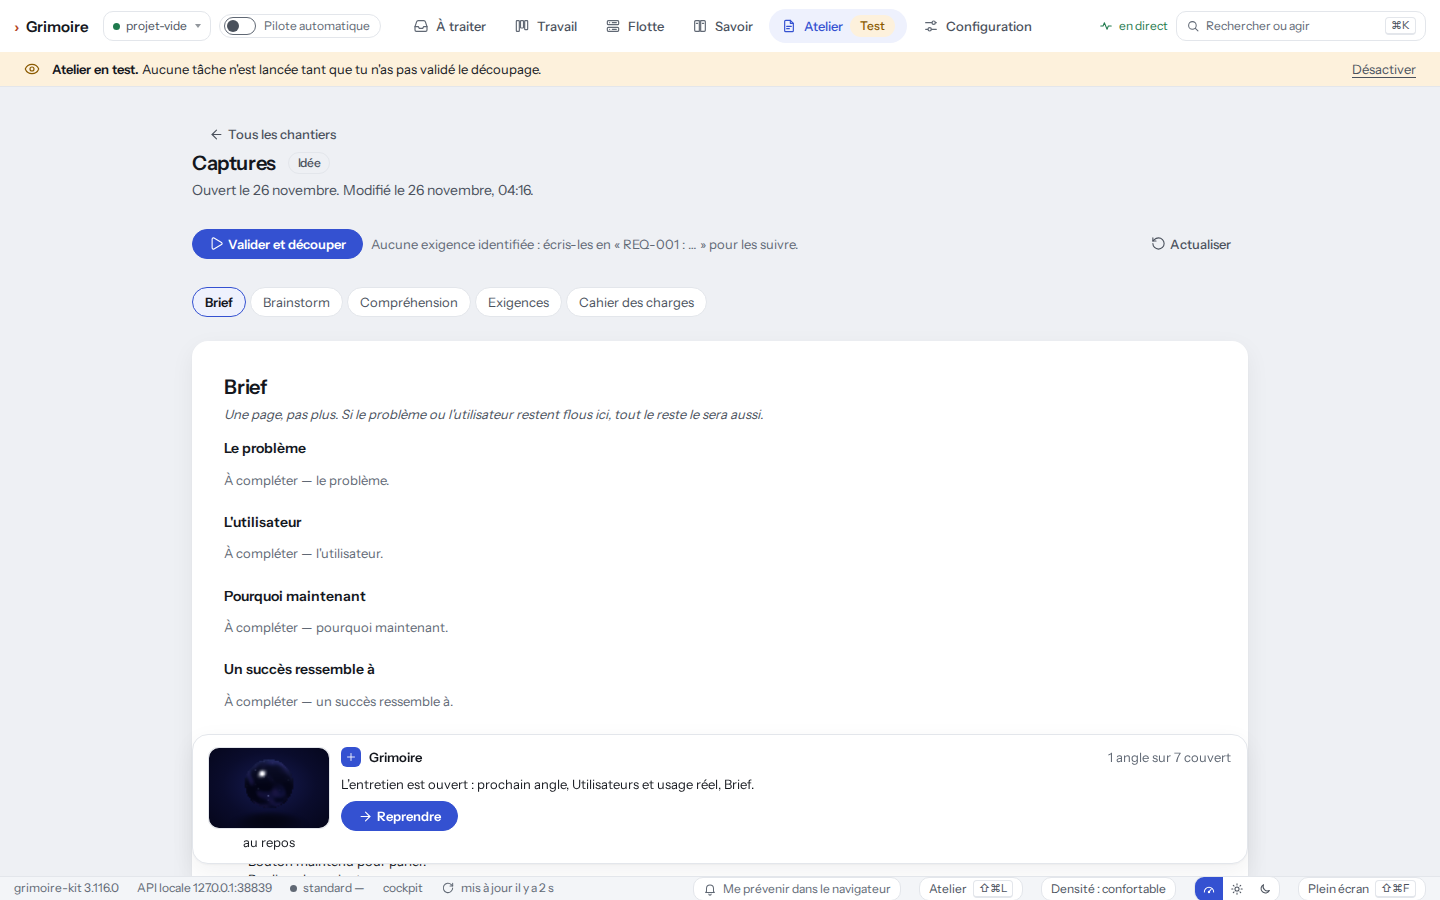 › Grimoire projet-vide Pilote automatique À traiter Travail Flotte Savoir Atelier Test Configuration en direct Rechercher ou agir ⌘K
Atelier en test. Aucune tâche n'est lancée tant que tu n'as pas validé le découpage. Désactiver
← Tous les chantiers
Captures Idée
Ouvert le 26 novembre. Modifié le 26 novembre, 04:16.
Valider et découper Aucune exigence identifiée : écris-les en « REQ-001 : … » pour les suivre. Actualiser
Brief Brainstorm Compréhension Exigences Cahier des charges
Brief
Une page, pas plus. Si le problème ou l'utilisateur restent flous ici, tout le reste le sera aussi.
Le problème
À compléter — le problème.
L'utilisateur
À compléter — l'utilisateur.
Pourquoi maintenant
À compléter — pourquoi maintenant.
Un succès ressemble à
À compléter — un succès ressemble à.
Grimoire 1 angle sur 7 couvert
L'entretien est ouvert : prochain angle, Utilisateurs et usage réel, Brief.
→ Reprendre
au repos
grimoire-kit 3.116.0 API locale 127.0.0.1:38839 standard — cockpit mis à jour il y a 2 s Me prévenir dans le navigateur Atelier ⇧⌘L Densité : confortable Plein écran ⇧⌘F